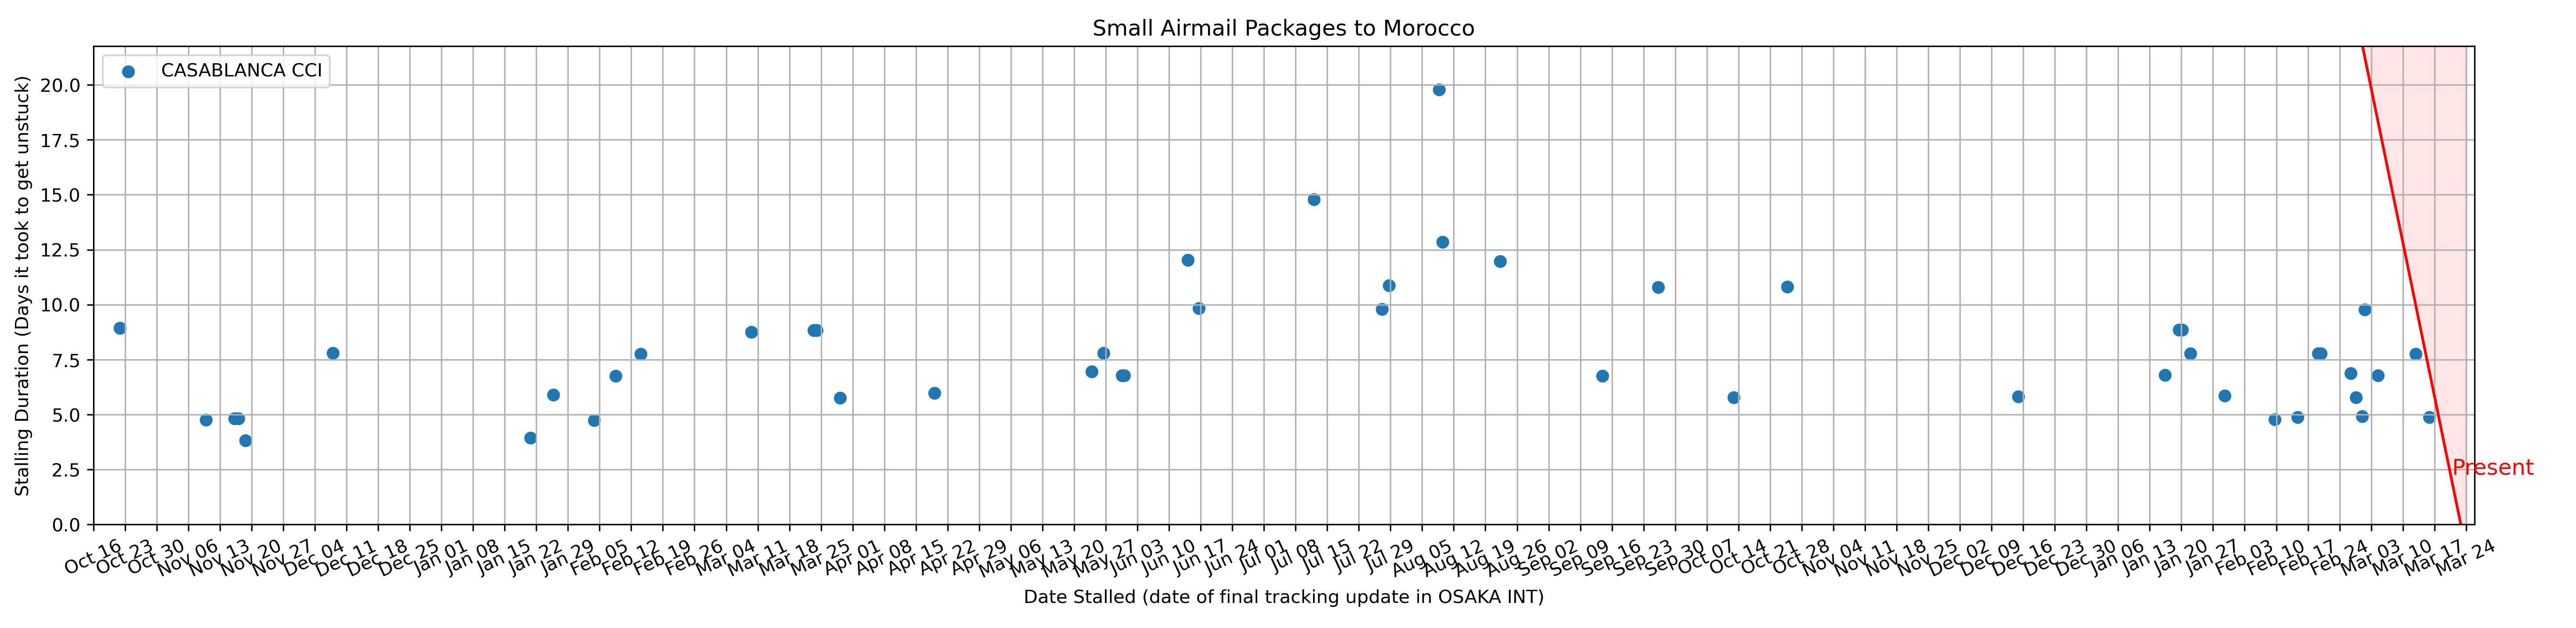 Small Airmail Packages to Morocco
CASABLANCA CCI
Stalling Duration (Days it took to get unstuck)
20.0
17.5
15.0
12.5
10.0
7.5
5.0
2.5
0.0
Present
Oct 16 Oct 23 Oct 30 Nov 06 Nov 13 Nov 20 Nov 27 Dec 04 Dec 11 Dec 18 Dec 25 Jan 01 Jan 08 Jan 15 Jan 22 Jan 29 Feb 05 Feb 12 Feb 19 Feb 26 Mar 04 Mar 11 Mar 18 Mar 25 Apr 01 Apr 08 Apr 15 Apr 22 Apr 29 May 06 May 13 May 20 May 27 Jun 03 Jun 10 Jun 17 Jun 24 Jul 01 Jul 08 Jul 15 Jul 22 Jul 29 Aug 05 Aug 12 Aug 19 Aug 26 Sep 02 Sep 09 Sep 16 Sep 23 Sep 30 Oct 07 Oct 14 Oct 21 Oct 28 Nov 04 Nov 11 Nov 18 Nov 25 Dec 02 Dec 09 Dec 16 Dec 23 Dec 30 Jan 06 Jan 13 Jan 20 Jan 27 Feb 03 Feb 10 Feb 17 Feb 24 Mar 03 Mar 10 Mar 17 Mar 24
Date Stalled (date of final tracking update in OSAKA INT)